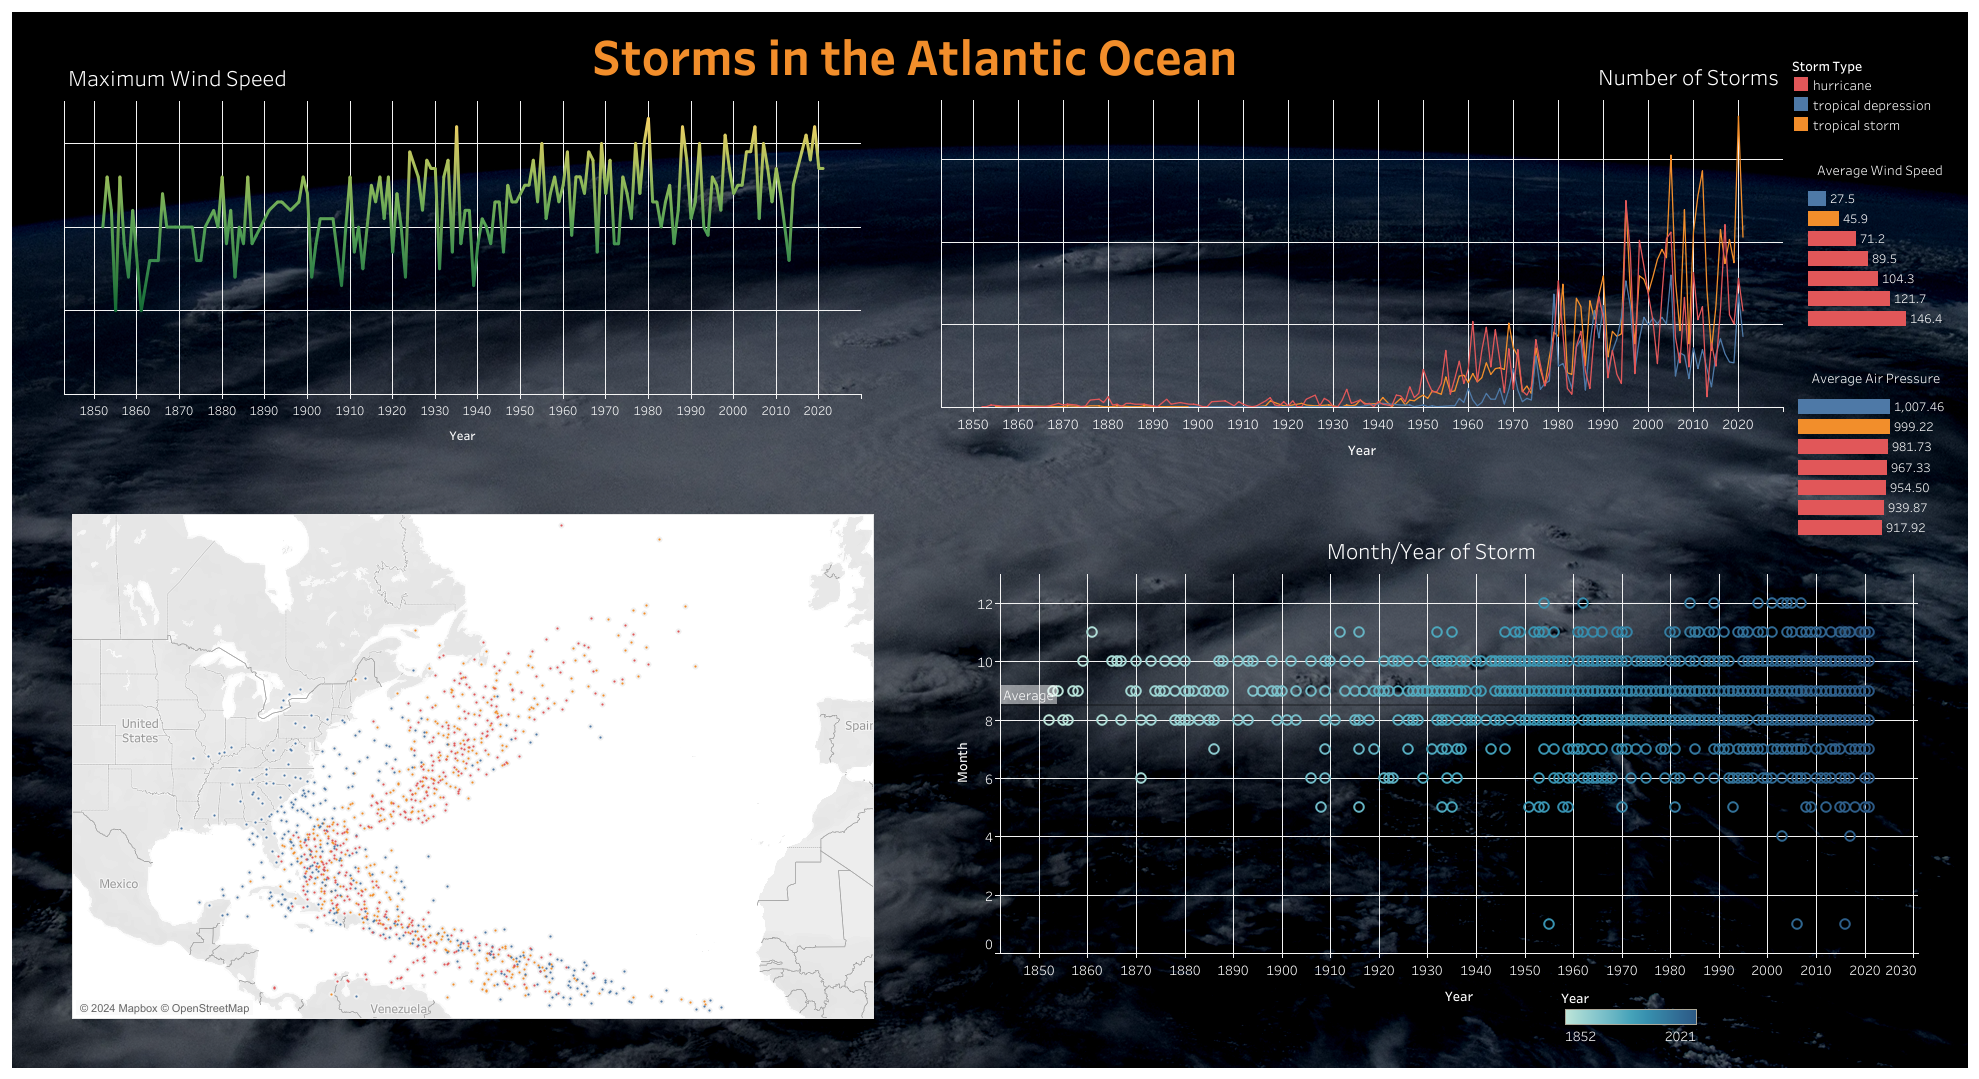 Storms in the Atlantic Ocean
Maximum Wind Speed
1850 1860 1870 1880 1890 1900 1910 1920 1930 1940 1950 1960 1970 1980 1990 2000 2010 2020
Year
Number of Storms
1850 1860 1870 1880 1890 1900 1910 1920 1930 1940 1950 1960 1970 1980 1990 2000 2010 2020
Year
Storm Type
hurricane
tropical depression
tropical storm
Average Wind Speed
27.5
45.9
71.2
89.5
104.3
121.7
146.4
Average Air Pressure
1,007.46
999.22
981.73
967.33
954.50
939.87
917.92
United
States
Mexico
Venezuela
Spain
© 2024 Mapbox © OpenStreetMap
Month/Year of Storm
12
10
Average
8
6
4
2
0
Month
1850 1860 1870 1880 1890 1900 1910 1920 1930 1940 1950 1960 1970 1980 1990 2000 2010 2020 2030
Year
Year
1852 2021